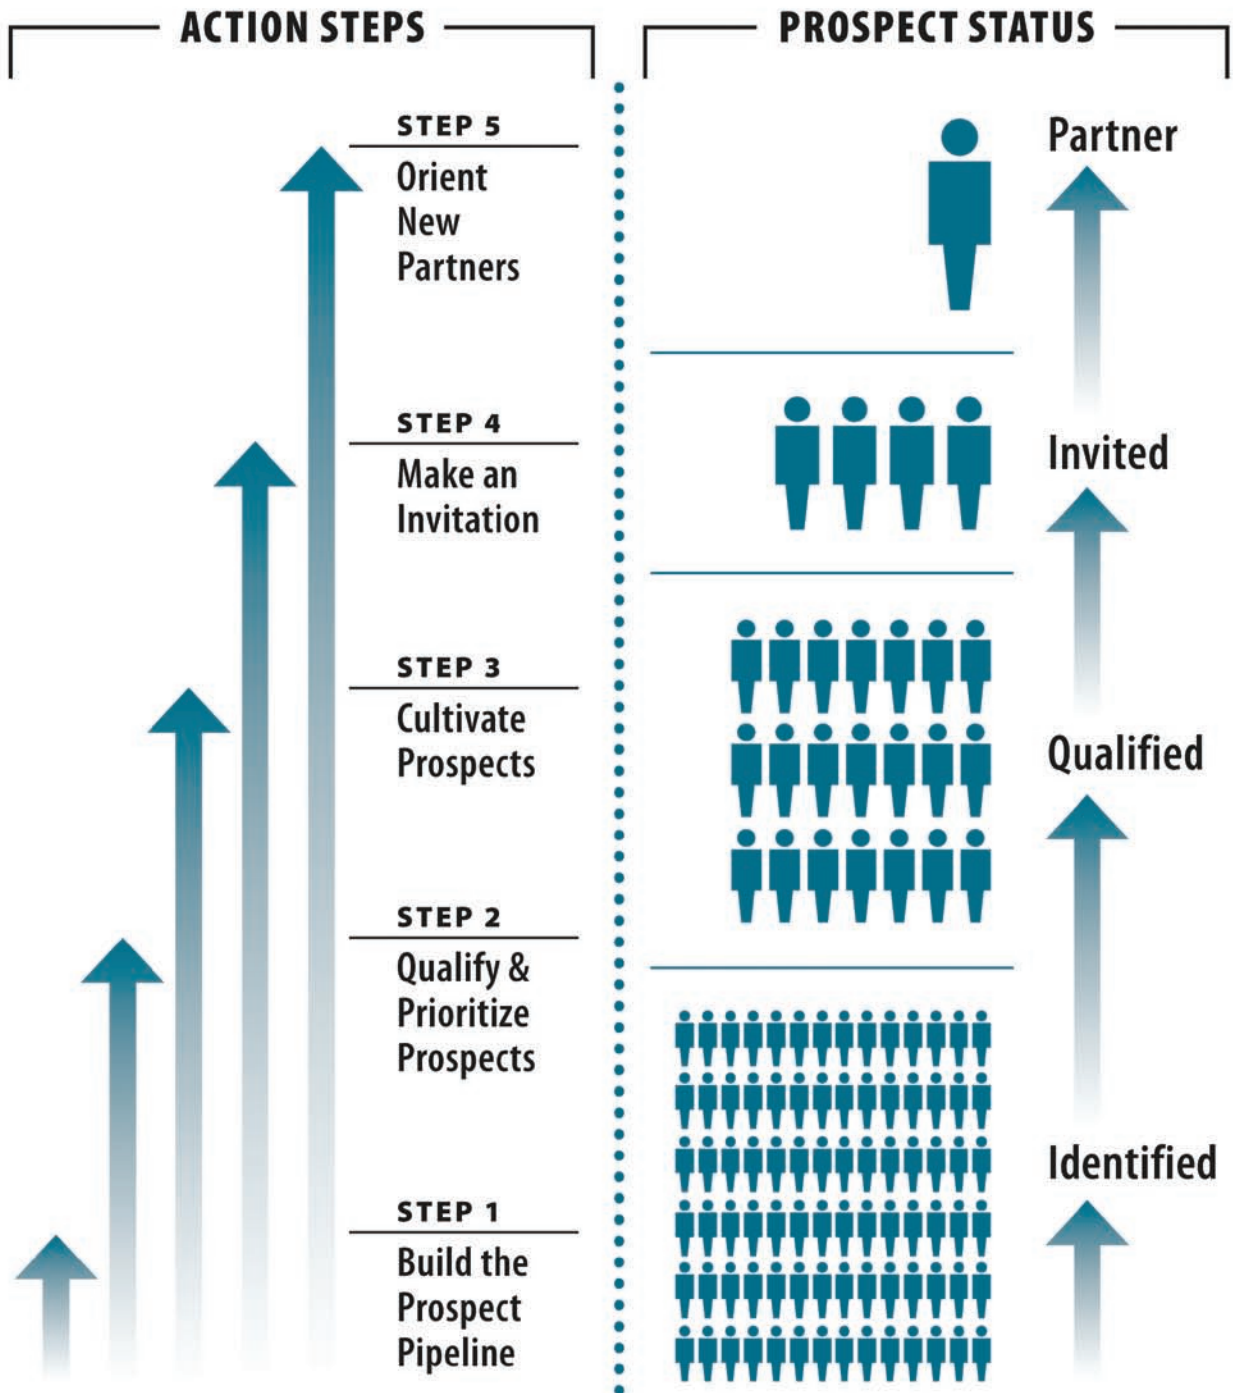 ACTION STEPS
STEP 5
Orient
New
Partners
STEP 4
Make an
Invitation
STEP 3
Cultivate
Prospects
STEP 2
Qualify &
Prioritize
Prospects
STEP 1
Build the
Prospect
Pipeline
PROSPECT STATUS
Partner
Invited
Qualified
Identified